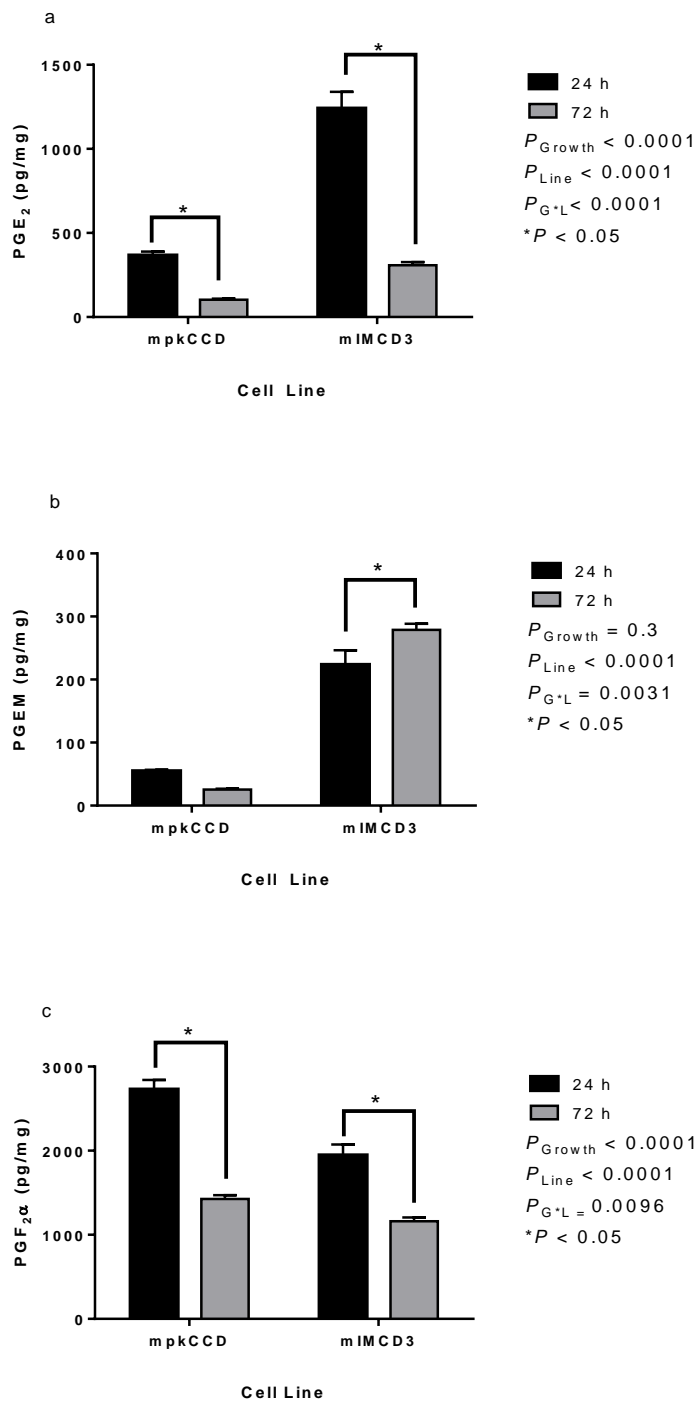 a
1500
1000
500
0
PGE2 (pg/mg)
*
*
mpkCCD mIMCD3
Cell Line
24 h
72 h
PGrowth < 0.0001
PLine < 0.0001
PG*L < 0.0001
*P < 0.05
b
400
300
200
100
0
PGEM (pg/mg)
*
mpkCCD mIMCD3
Cell Line
24 h
72 h
PGrowth = 0.3
PLine < 0.0001
PG*L = 0.0031
*P < 0.05
c
3000
2000
1000
0
PGF2α (pg/mg)
*
*
mpkCCD mIMCD3
Cell Line
24 h
72 h
PGrowth < 0.0001
PLine < 0.0001
PG*L = 0.0096
*P < 0.05